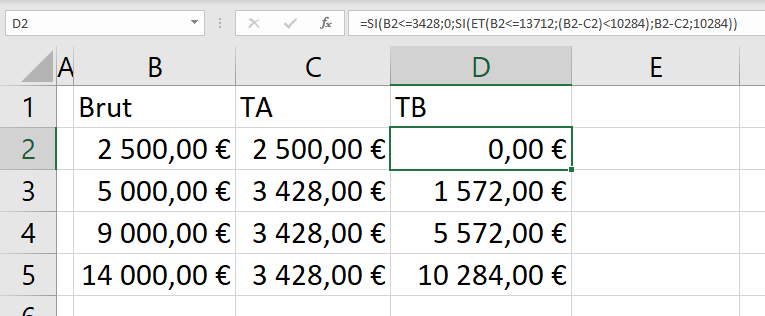 D2 fx =SI(B2<=3428;0;SI(ET(B2<=13712;(B2-C2)<10284);B2-C2;10284))
A B C D E
1 Brut TA TB
2 2 500,00 € 2 500,00 € 0,00 €
3 5 000,00 € 3 428,00 € 1 572,00 €
4 9 000,00 € 3 428,00 € 5 572,00 €
5 14 000,00 € 3 428,00 € 10 284,00 €